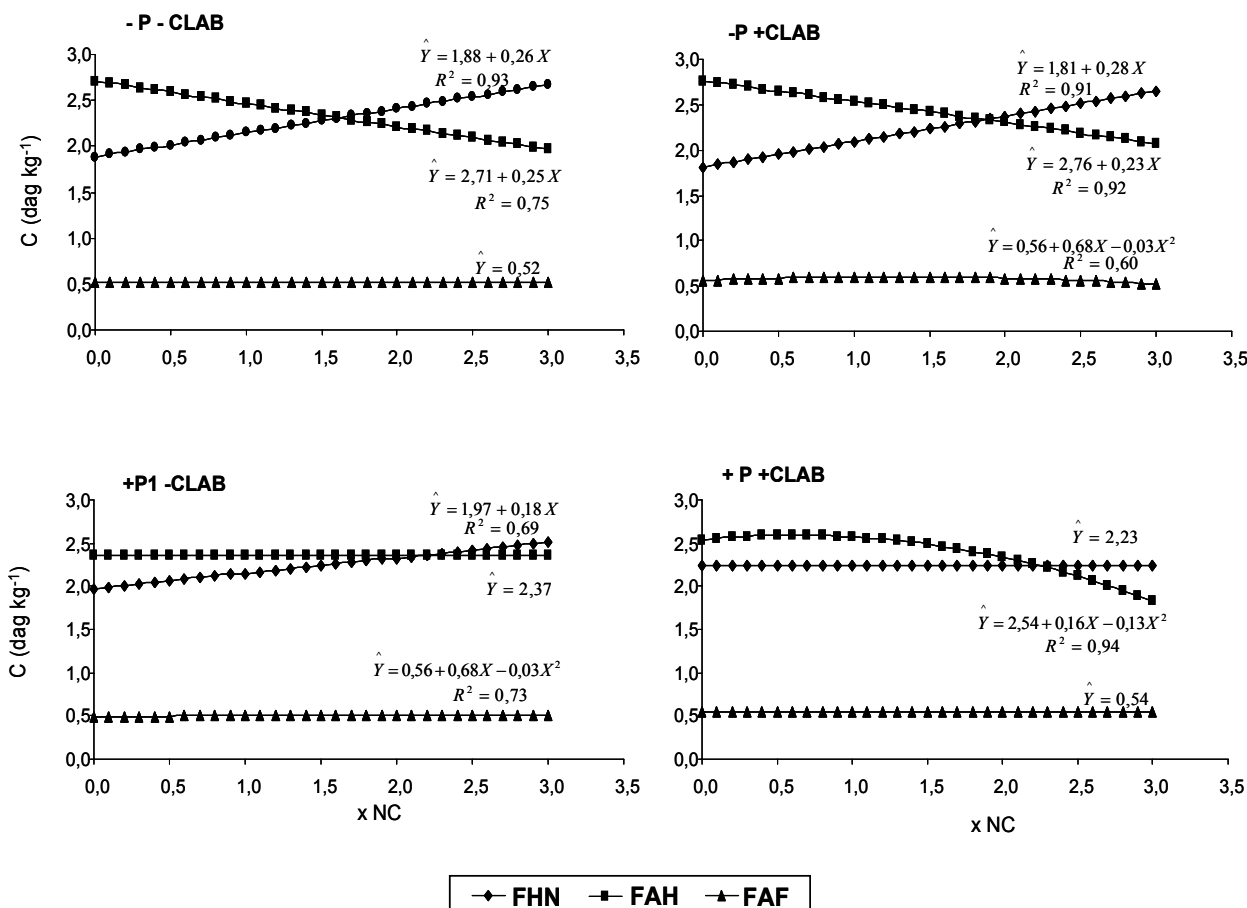 - P - CLAB
C (dag kg-1)
3,0
2,5
2,0
1,5
1,0
0,5
0,0
Ŷ = 1,88 + 0,26 X
R² = 0,93
Ŷ = 2,71 + 0,25 X
R² = 0,75
Ŷ = 0,52
0,0 0,5 1,0 1,5 2,0 2,5 3,0 3,5
-P +CLAB
3,0
2,5
2,0
1,5
1,0
0,5
0,0
Ŷ = 1,81 + 0,28 X
R² = 0,91
Ŷ = 2,76 + 0,23 X
R² = 0,92
Ŷ = 0,56 + 0,68X − 0,03X²
R² = 0,60
0,0 0,5 1,0 1,5 2,0 2,5 3,0 3,5
+P1 -CLAB
C (dag kg-1)
3,0
2,5
2,0
1,5
1,0
0,5
0,0
Ŷ = 1,97 + 0,18 X
R² = 0,69
Ŷ = 2,37
Ŷ = 0,56 + 0,68X − 0,03X²
R² = 0,73
0,0 0,5 1,0 1,5 2,0 2,5 3,0 3,5
x NC
+ P +CLAB
3,0
2,5
2,0
1,5
1,0
0,5
0,0
Ŷ = 2,23
Ŷ = 2,54 + 0,16X − 0,13X²
R² = 0,94
Ŷ = 0,54
0,0 0,5 1,0 1,5 2,0 2,5 3,0 3,5
x NC
FHN FAH FAF